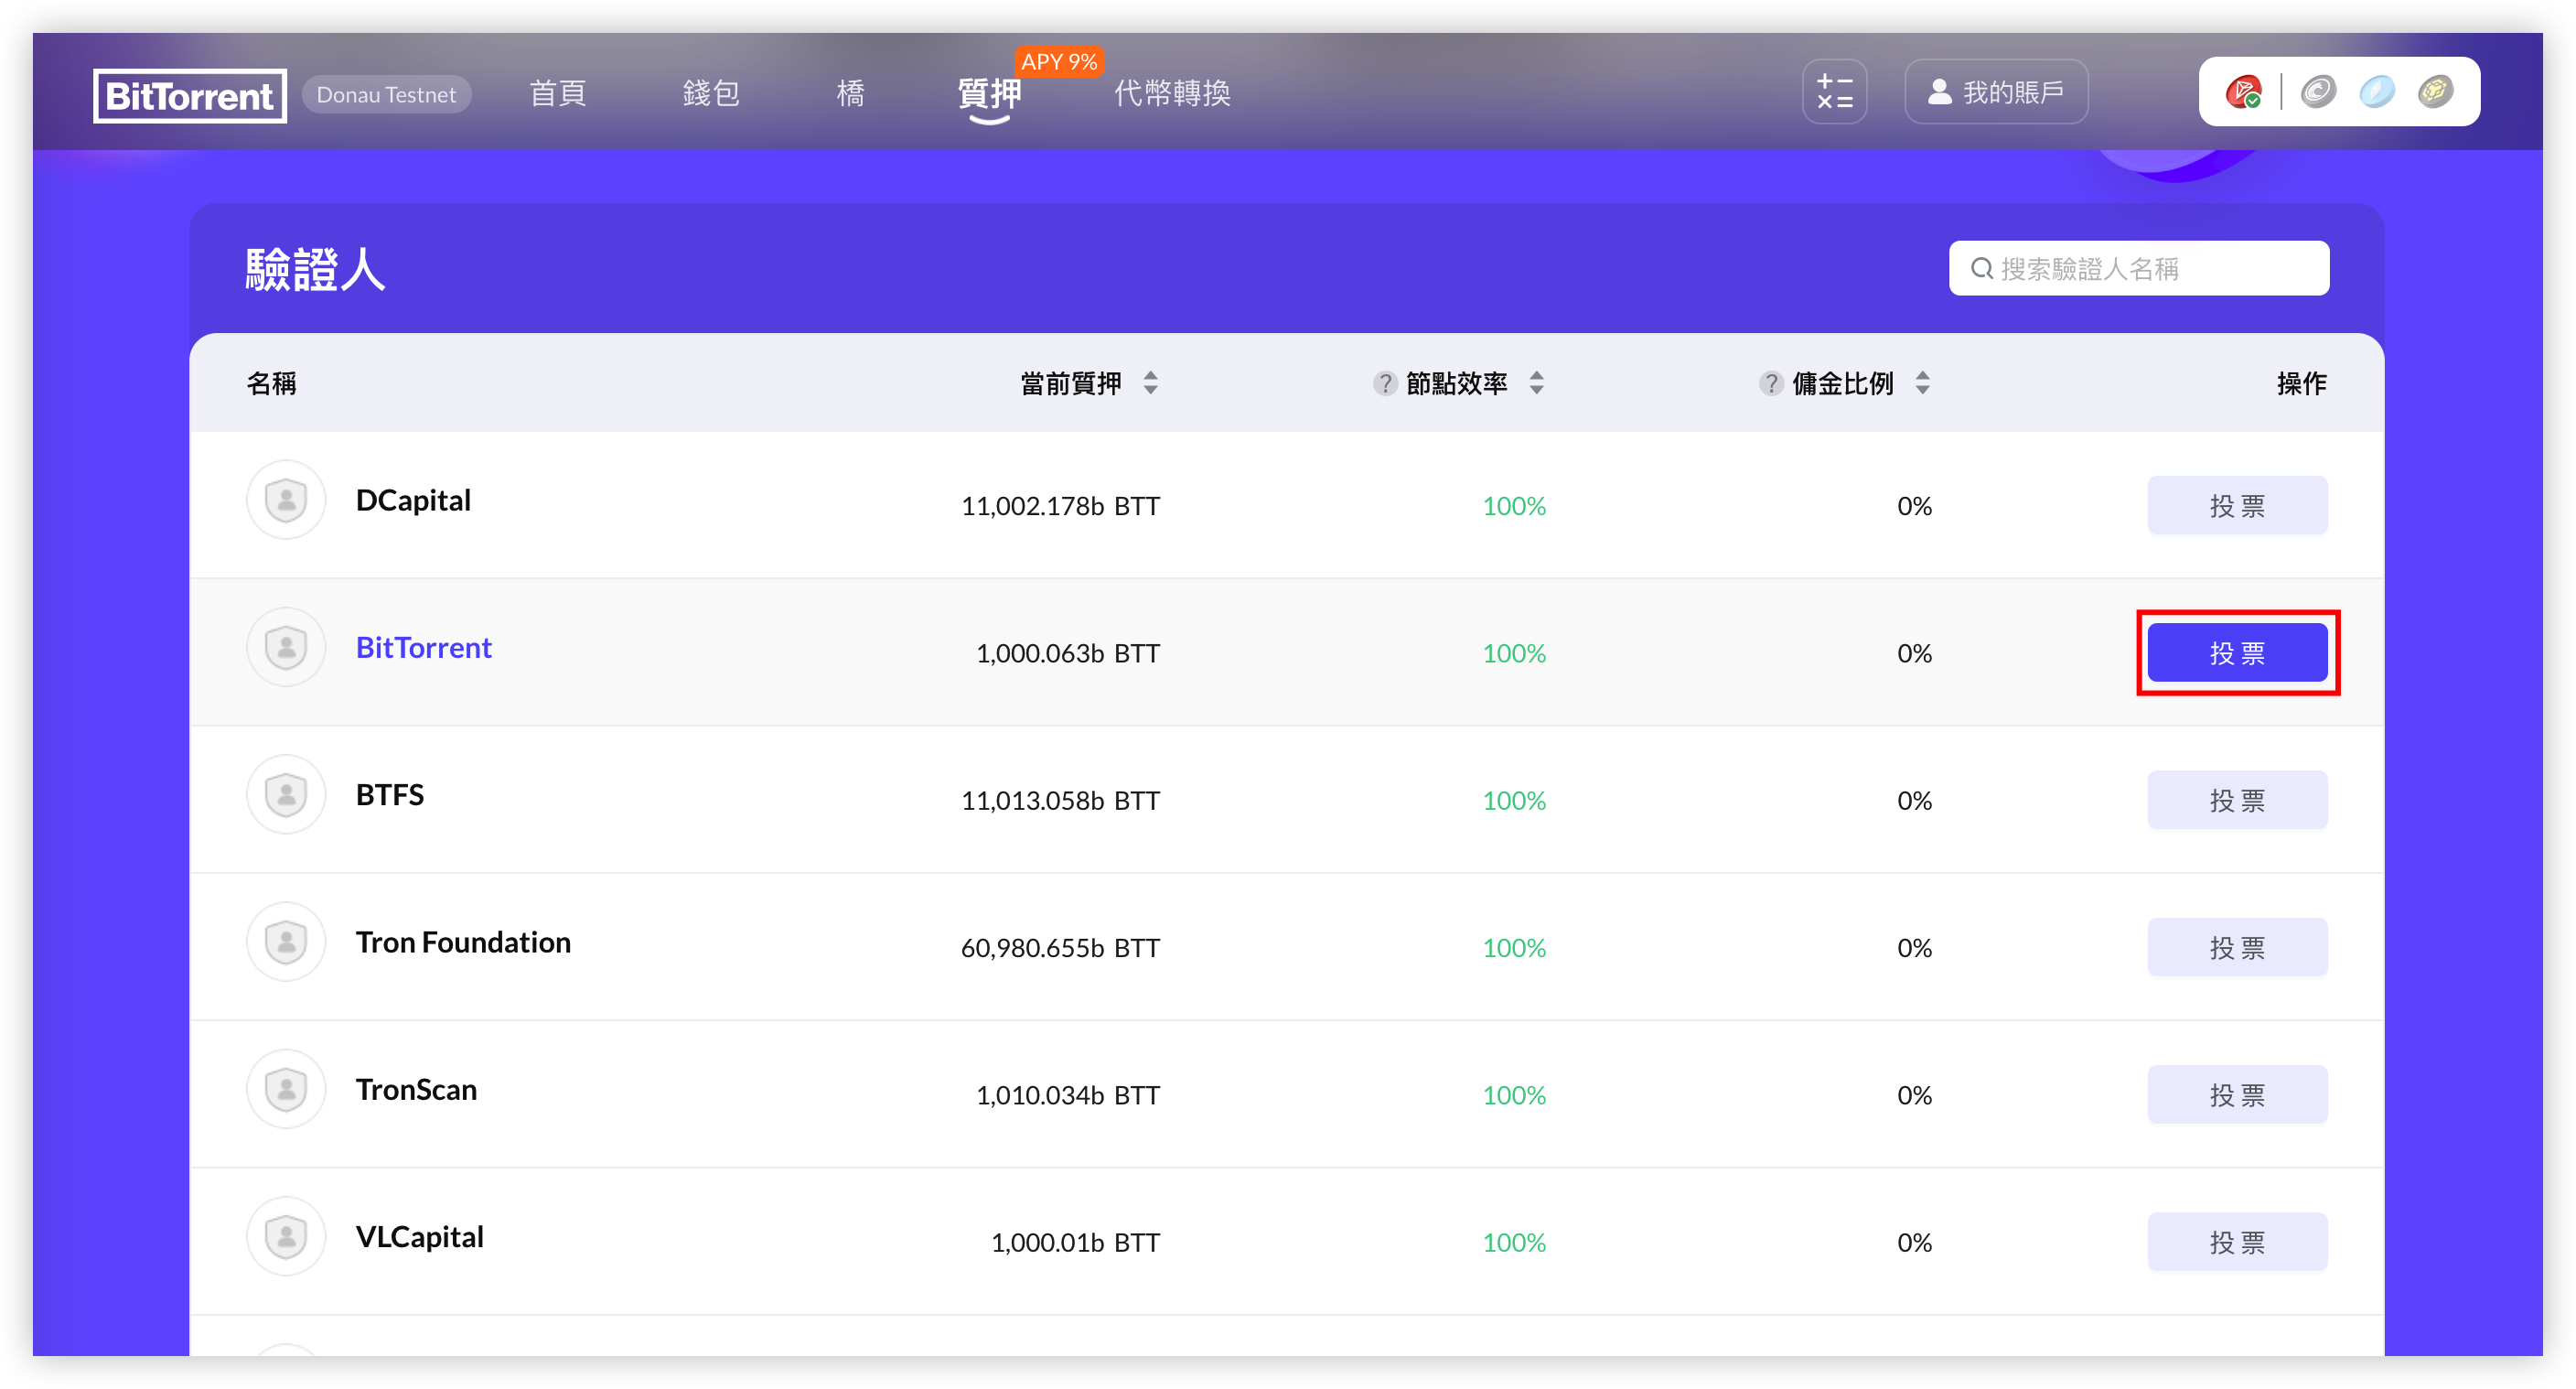 BitTorrent Donau Testnet 首頁 錢包 橋 質押 APY 9% 代幣轉換 我的賬戶
驗證人 搜索驗證人名稱
名稱 當前質押 ? 節點效率 ? 傭金比例 操作
DCapital 11,002.178b BTT 100% 0% 投票
BitTorrent 1,000.063b BTT 100% 0% 投票
BTFS 11,013.058b BTT 100% 0% 投票
Tron Foundation 60,980.655b BTT 100% 0% 投票
TronScan 1,010.034b BTT 100% 0% 投票
VLCapital 1,000.01b BTT 100% 0% 投票